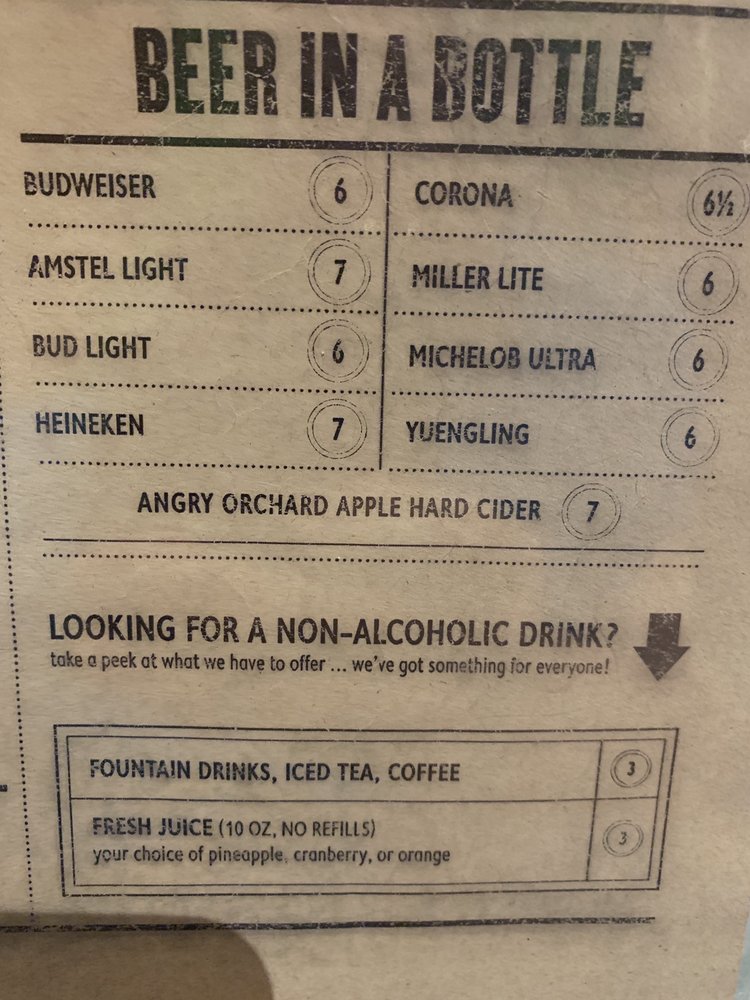 BEER IN A BOTTLE
BUDWEISER 6
AMSTEL LIGHT 7
BUD LIGHT 6
HEINEKEN 7
CORONA 6½
MILLER LITE 6
MICHELOB ULTRA 6
YUENGLING 6
ANGRY ORCHARD APPLE HARD CIDER 7
LOOKING FOR A NON-ALCOHOLIC DRINK?
take a peek at what we have to offer ... we've got something for everyone!
FOUNTAIN DRINKS, ICED TEA, COFFEE 3
FRESH JUICE (10 OZ, NO REFILLS) 3
your choice of pineapple, cranberry, or orange